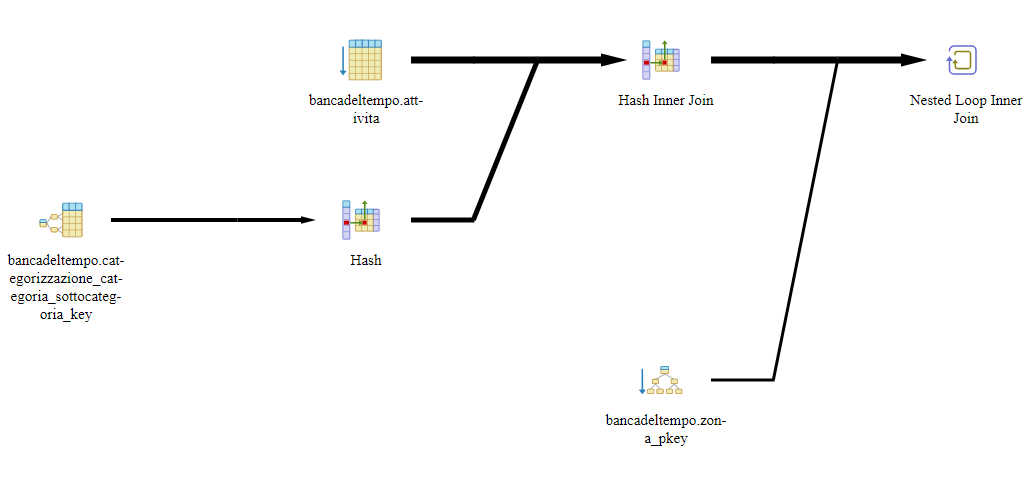 bancadeltempo.att-
ivita
Hash Inner Join
Nested Loop Inner
Join
bancadeltempo.cat-
egorizzazione_cat-
egoria_sottocateg-
oria_key
Hash
bancadeltempo.zon-
a_pkey